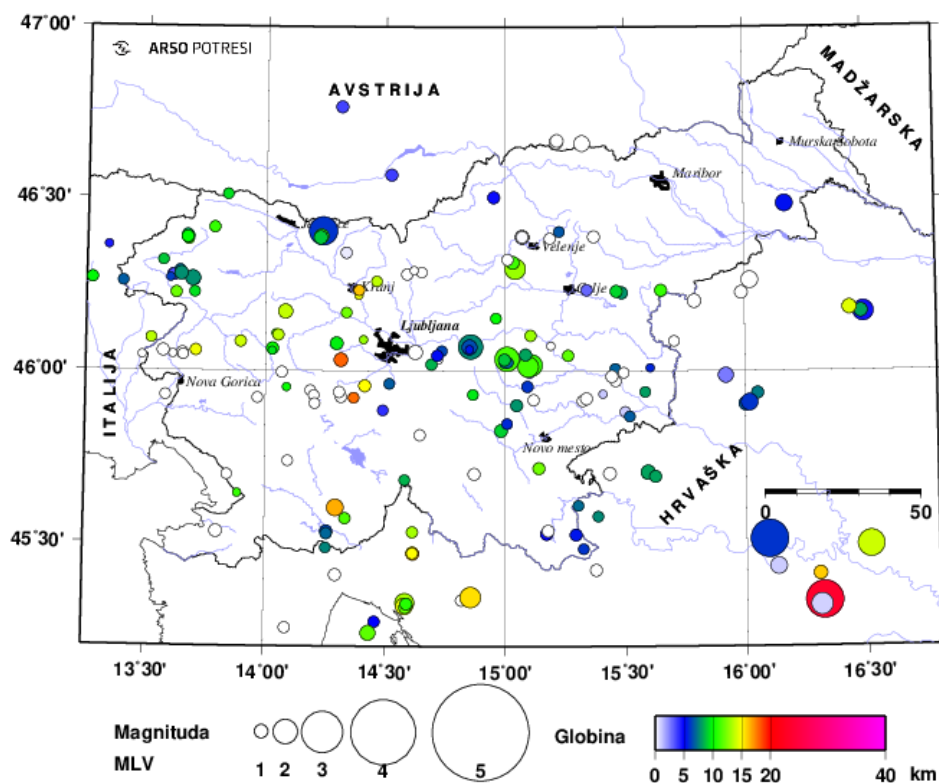 47°00'
ARSO POTRESI
AVSTRIJA
MADŽARSKA
Murska Sobota
Maribor
46°30'
Velenje
Kranj
Celje
Ljubljana
46°00'
Nova Gorica
ITALIJA
Novo mesto
HRVAŠKA
0 50
45°30'
13°30' 14°00' 14°30' 15°00' 15°30' 16°00' 16°30'
Magnituda
MLV
1 2 3 4 5
Globina
0 5 10 15 20 40 km